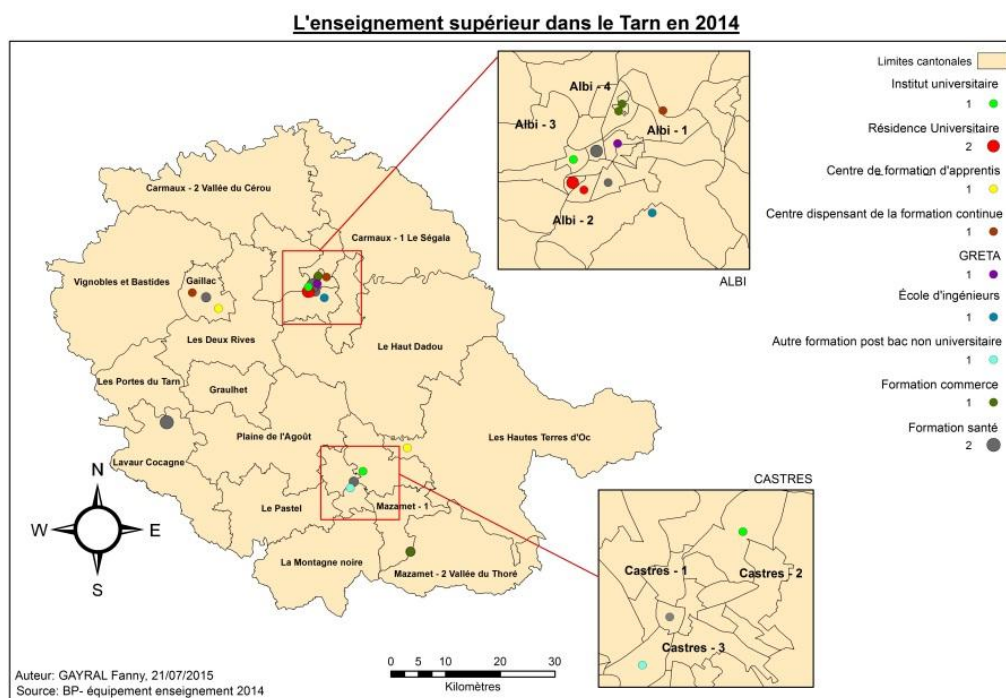 L'enseignement supérieur dans le Tarn en 2014
Limites cantonales
Institut universitaire
1
Résidence Universitaire
2
Centre de formation d'apprentis
1
Centre dispensant de la formation continue
1
GRETA
1
École d'ingénieurs
1
Autre formation post bac non universitaire
1
Formation commerce
1
Formation santé
2
Albi - 4
Albi - 3
Albi - 1
Albi - 2
ALBI
Carmaux - 2 Vallée du Cérou
Carmaux - 1 Le Ségala
Vignobles et Bastides
Gaillac
Les Deux Rives
Le Haut Dadou
Les Portes du Tarn
Graulhet
Plaine de l'Agoût
Les Hautes Terres d'Oc
Lavaur Cocagne
Le Pastel
Mazamet - 1
La Montagne noire
Mazamet - 2 Vallée du Thoré
CASTRES
Castres - 1
Castres - 2
Castres - 3
N
W
E
S
0 5 10 20 30
Kilomètres
Auteur: GAYRAL Fanny, 21/07/2015
Source: BP- équipement enseignement 2014